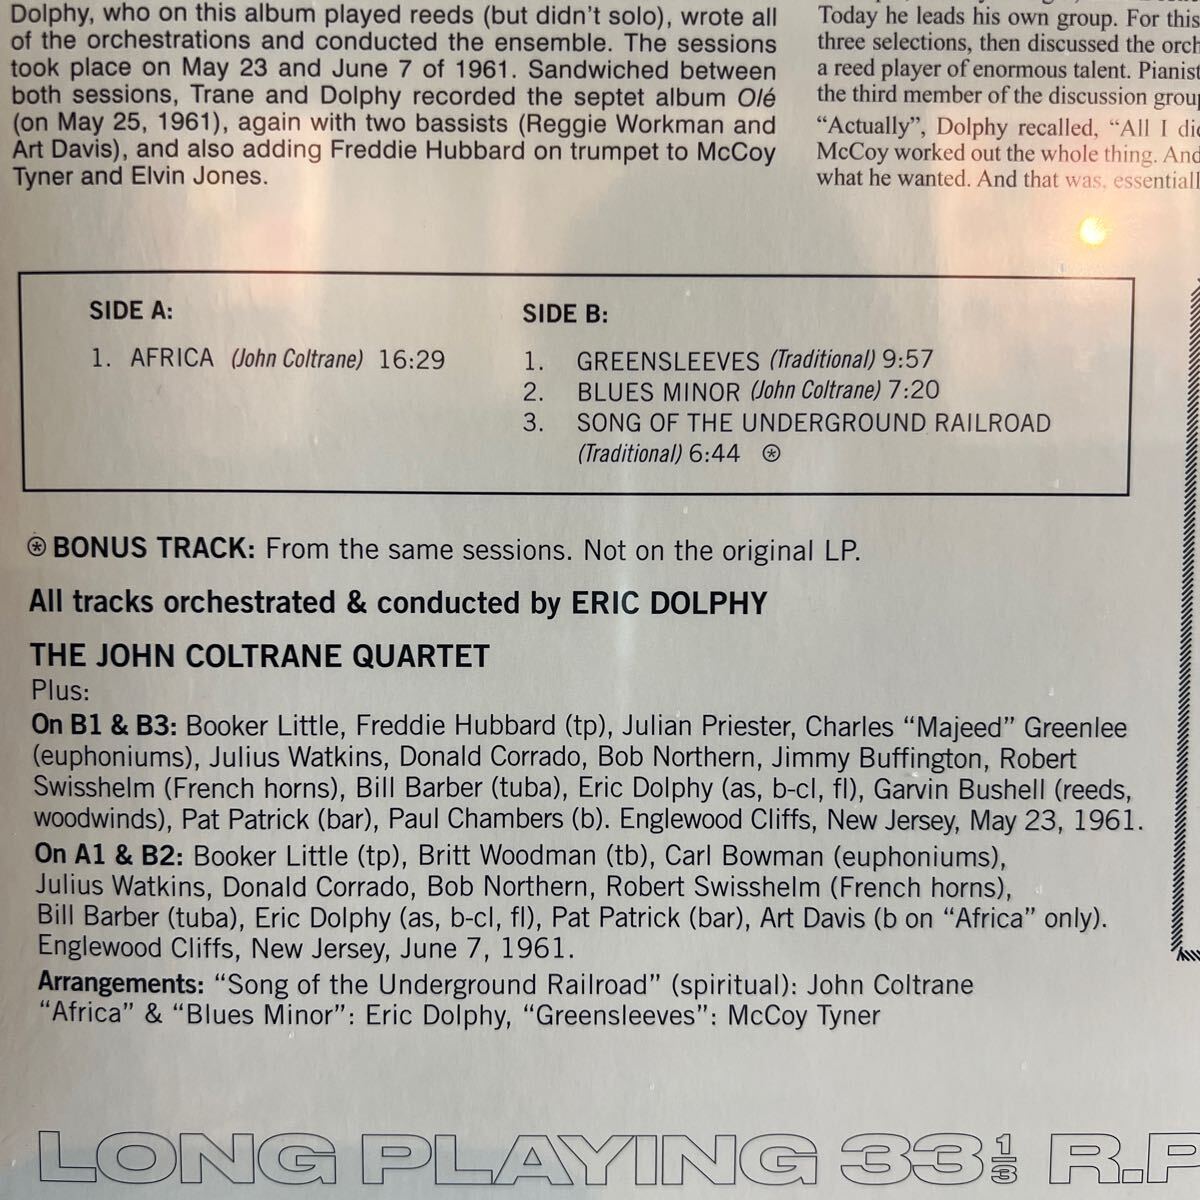 Dolphy, who on this album played reeds (but didn't solo), wrote all
of the orchestrations and conducted the ensemble. The sessions
took place on May 23 and June 7 of 1961. Sandwiched between
both sessions, Trane and Dolphy recorded the septet album Olé
(on May 25, 1961), again with two bassists (Reggie Workman and
Art Davis), and also adding Freddie Hubbard on trumpet to McCoy
Tyner and Elvin Jones.
Today he leads his own group. For this
three selections, then discussed the
a reed player of enormous talent. Pianist
the third member of the discussion
“Actually”, Dolphy recalled, “All I
McCoy worked out the whole thing. And
what he wanted. And that was,
SIDE A:
1. AFRICA (John Coltrane) 16:29
SIDE B:
1. GREENSLEEVES (Traditional) 9:57
2. BLUES MINOR (John Coltrane) 7:20
3. SONG OF THE UNDERGROUND RAILROAD
(Traditional) 6:44 ⊛
⊛ BONUS TRACK: From the same sessions. Not on the original LP.
All tracks orchestrated & conducted by ERIC DOLPHY
THE JOHN COLTRANE QUARTET
Plus:
On B1 & B3: Booker Little, Freddie Hubbard (tp), Julian Priester, Charles “Majeed” Greenlee
(euphoniums), Julius Watkins, Donald Corrado, Bob Northern, Jimmy Buffington, Robert
Swisshelm (French horns), Bill Barber (tuba), Eric Dolphy (as, b-cl, fl), Garvin Bushell (reeds,
woodwinds), Pat Patrick (bar), Paul Chambers (b). Englewood Cliffs, New Jersey, May 23, 1961.
On A1 & B2: Booker Little (tp), Britt Woodman (tb), Carl Bowman (euphoniums),
Julius Watkins, Donald Corrado, Bob Northern, Robert Swisshelm (French horns),
Bill Barber (tuba), Eric Dolphy (as, b-cl, fl), Pat Patrick (bar), Art Davis (b on “Africa” only).
Englewood Cliffs, New Jersey, June 7, 1961.
Arrangements: “Song of the Underground Railroad” (spiritual): John Coltrane
“Africa” & “Blues Minor”: Eric Dolphy, “Greensleeves”: McCoy Tyner
LONG PLAYING 33 1/3 R.P